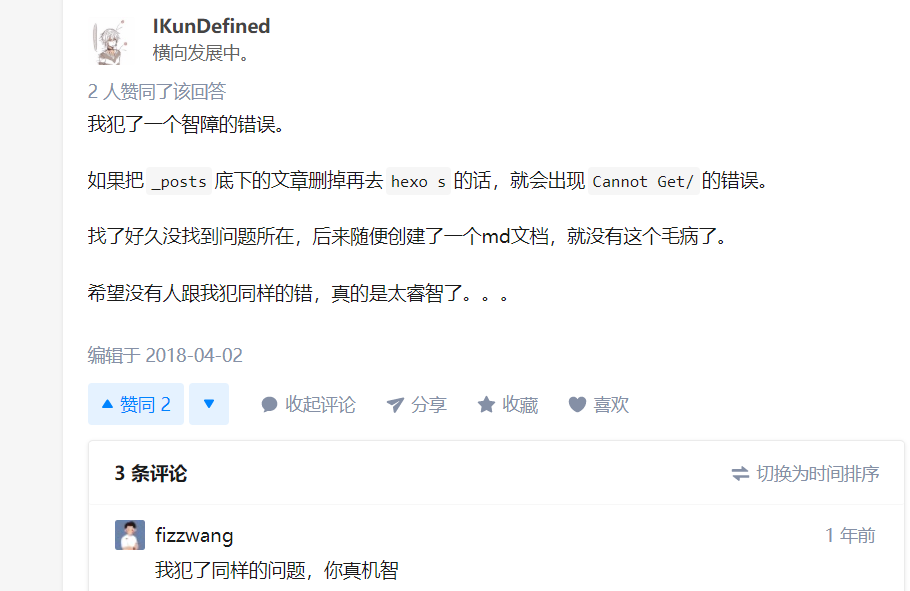 IKunDefined
横向发展中。
2 人赞同了该回答
我犯了一个智障的错误。
如果把 _posts 底下的文章删掉再去 hexo s 的话，就会出现 Cannot Get/ 的错误。
找了好久没找到问题所在，后来随便创建了一个md文档，就没有这个毛病了。
希望没有人跟我犯同样的错，真的是太睿智了。。。
编辑于 2018-04-02
赞同 2 收起评论 分享 收藏 喜欢
3 条评论 切换为时间排序
fizzwang 1 年前
我犯了同样的问题，你真机智